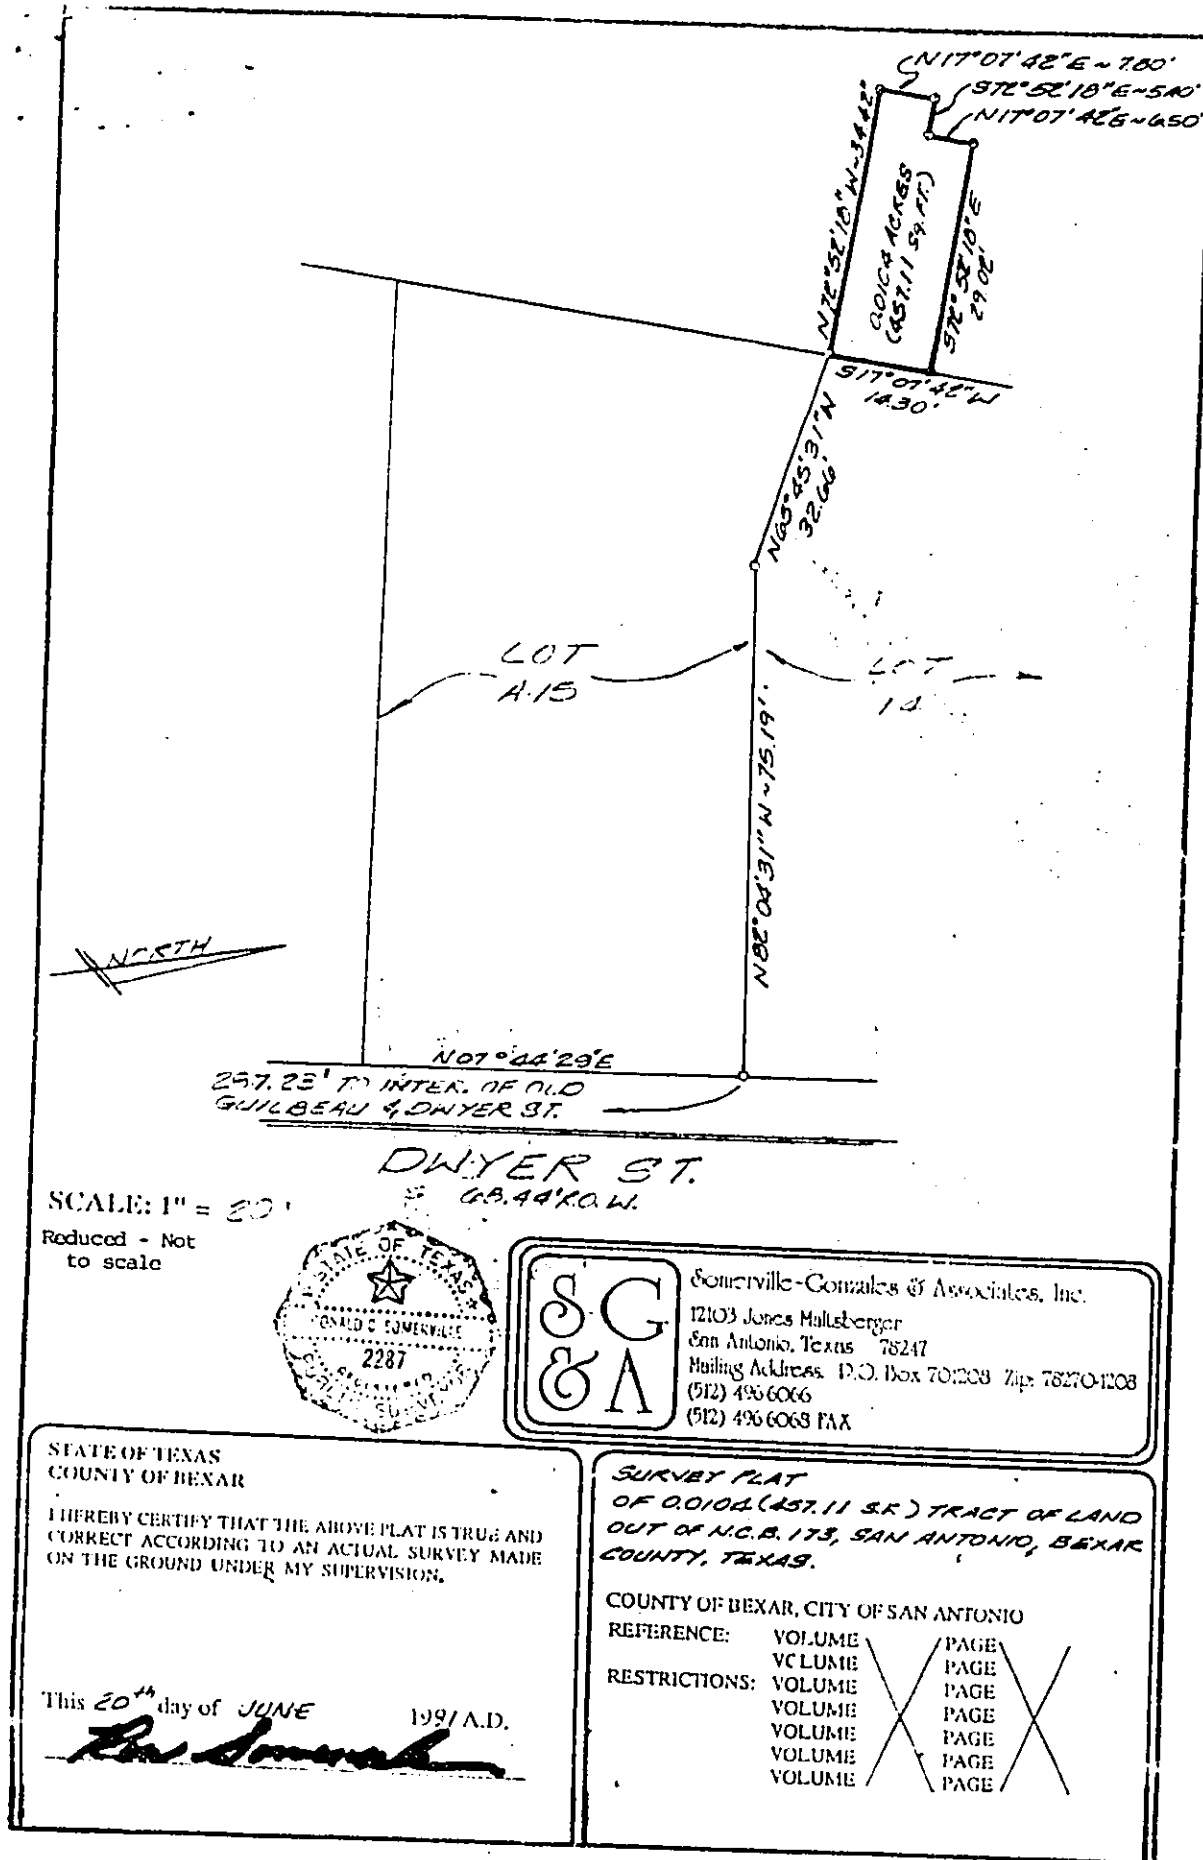 N17°07'42"E ~ 7.80'
S72°52'18"E ~ 5.40'
N17°07'42"E ~ 6.50'
N72°52'18"W ~ 34.42'
0.0104 ACRES
(457.11 Sq. FT.)
S72°52'18"E
29.02'
S17°07'42"W
14.30'
N65°45'31"W
32.66'
LOT
A-15
LOT
14
N82°04'31"W ~ 75.19'
NORTH
N07°44'29"E
297.23' TO INTER. OF OLD
GUILBEAU & DWYER ST.
DWYER ST.
68.44' R.O.W.
SCALE: 1" = 20'
Reduced - Not
to scale
STATE OF TEXAS
DONALD C SOMERVILLE
2287
S G
& A
Somerville-Gonzales & Associates, Inc.
12103 Jones Maltsberger
San Antonio, Texas 78247
Mailing Address. P.O. Box 701208 Zip: 78270-1208
(512) 496 6066
(512) 496 6068 FAX
STATE OF TEXAS
COUNTY OF BEXAR
I HEREBY CERTIFY THAT THE ABOVE PLAT IS TRUE AND
CORRECT ACCORDING TO AN ACTUAL SURVEY MADE
ON THE GROUND UNDER MY SUPERVISION.
This 20th day of JUNE 1991 A.D.
Ron Somerville
SURVEY PLAT
OF 0.0104 (457.11 S.F.) TRACT OF LAND
OUT OF N.C.B. 173, SAN ANTONIO, BEXAR
COUNTY, TEXAS.
COUNTY OF BEXAR, CITY OF SAN ANTONIO
REFERENCE: VOLUME PAGE
VOLUME PAGE
RESTRICTIONS: VOLUME PAGE
VOLUME PAGE
VOLUME PAGE
VOLUME PAGE
VOLUME PAGE